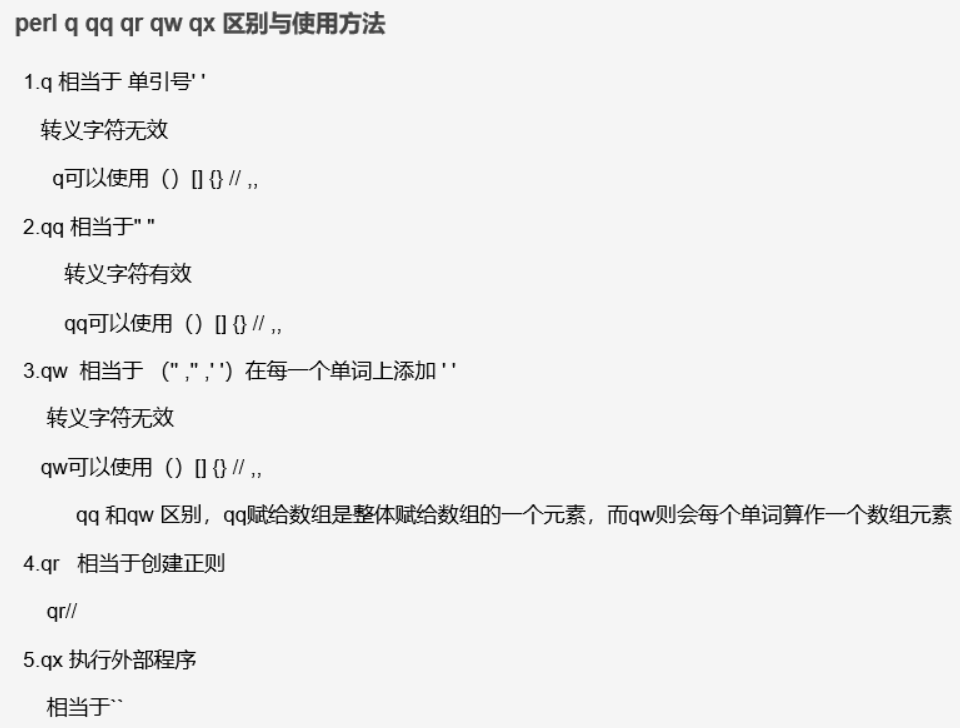 perl q qq qr qw qx 区别与使用方法
1.q 相当于 单引号' '
转义字符无效
q可以使用（）[] {} // ,,
2.qq 相当于" "
转义字符有效
qq可以使用（）[] {} // ,,
3.qw 相当于 （'' ,'' ,' '）在每一个单词上添加 ' '
转义字符无效
qw可以使用（）[] {} // ,,
qq 和qw 区别，qq赋给数组是整体赋给数组的一个元素，而qw则会每个单词算作一个数组元素
4.qr 相当于创建正则
qr//
5.qx 执行外部程序
相当于``